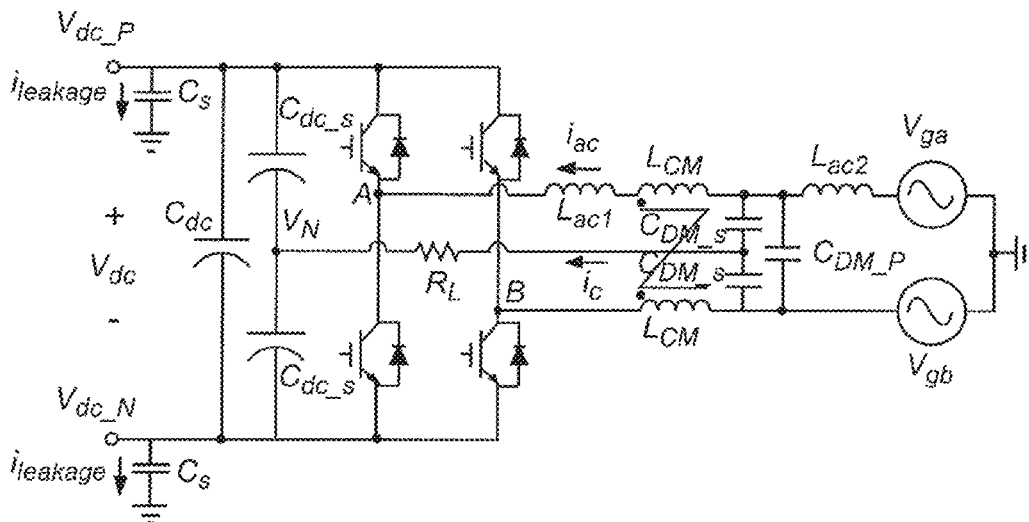 V_dc_P
i_leakage
C_s
C_dc_s
i_ac
L_CM
L_ac2
V_ga
A
L_ac1
+
C_dc
V_N
C_DM_s
V_dc
R_L
i_c
C_DM_s
C_DM_P
-
B
L_CM
C_dc_s
V_gb
V_dc_N
i_leakage
C_s